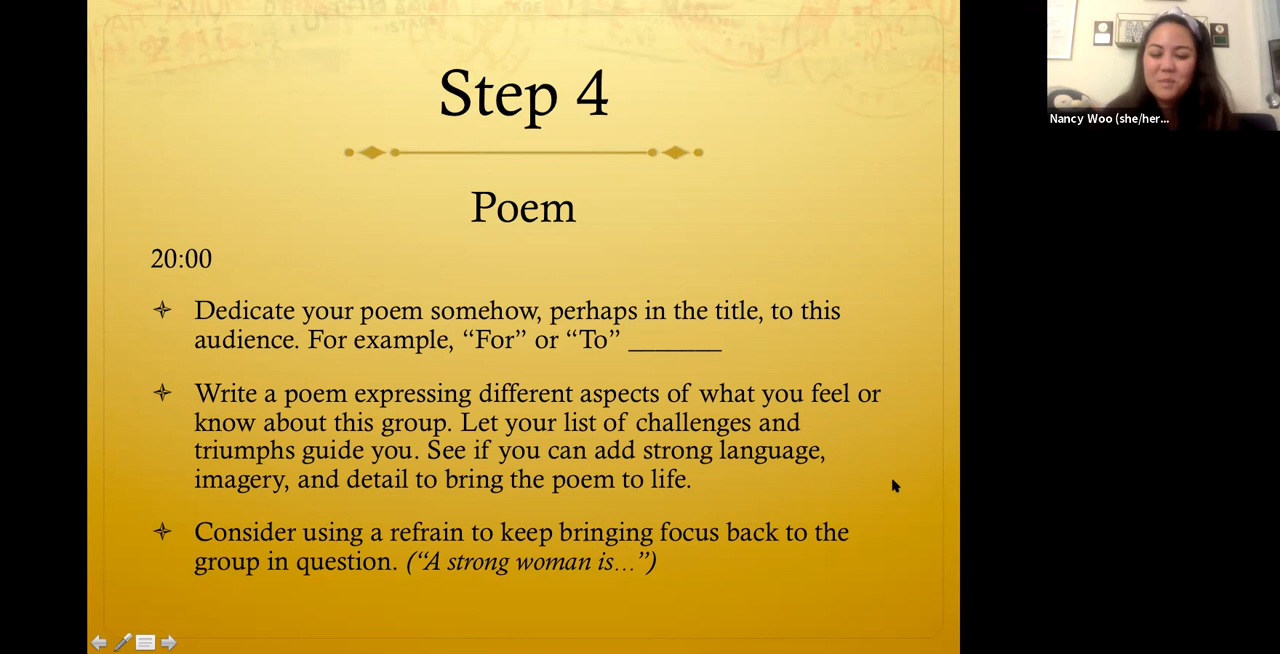 Step 4
Poem
20:00
Dedicate your poem somehow, perhaps in the title, to this
audience. For example, “For” or “To” _______
Write a poem expressing different aspects of what you feel or
know about this group. Let your list of challenges and
triumphs guide you. See if you can add strong language,
imagery, and detail to bring the poem to life.
Consider using a refrain to keep bringing focus back to the
group in question. (“A strong woman is…”)
Nancy Woo (she/her...